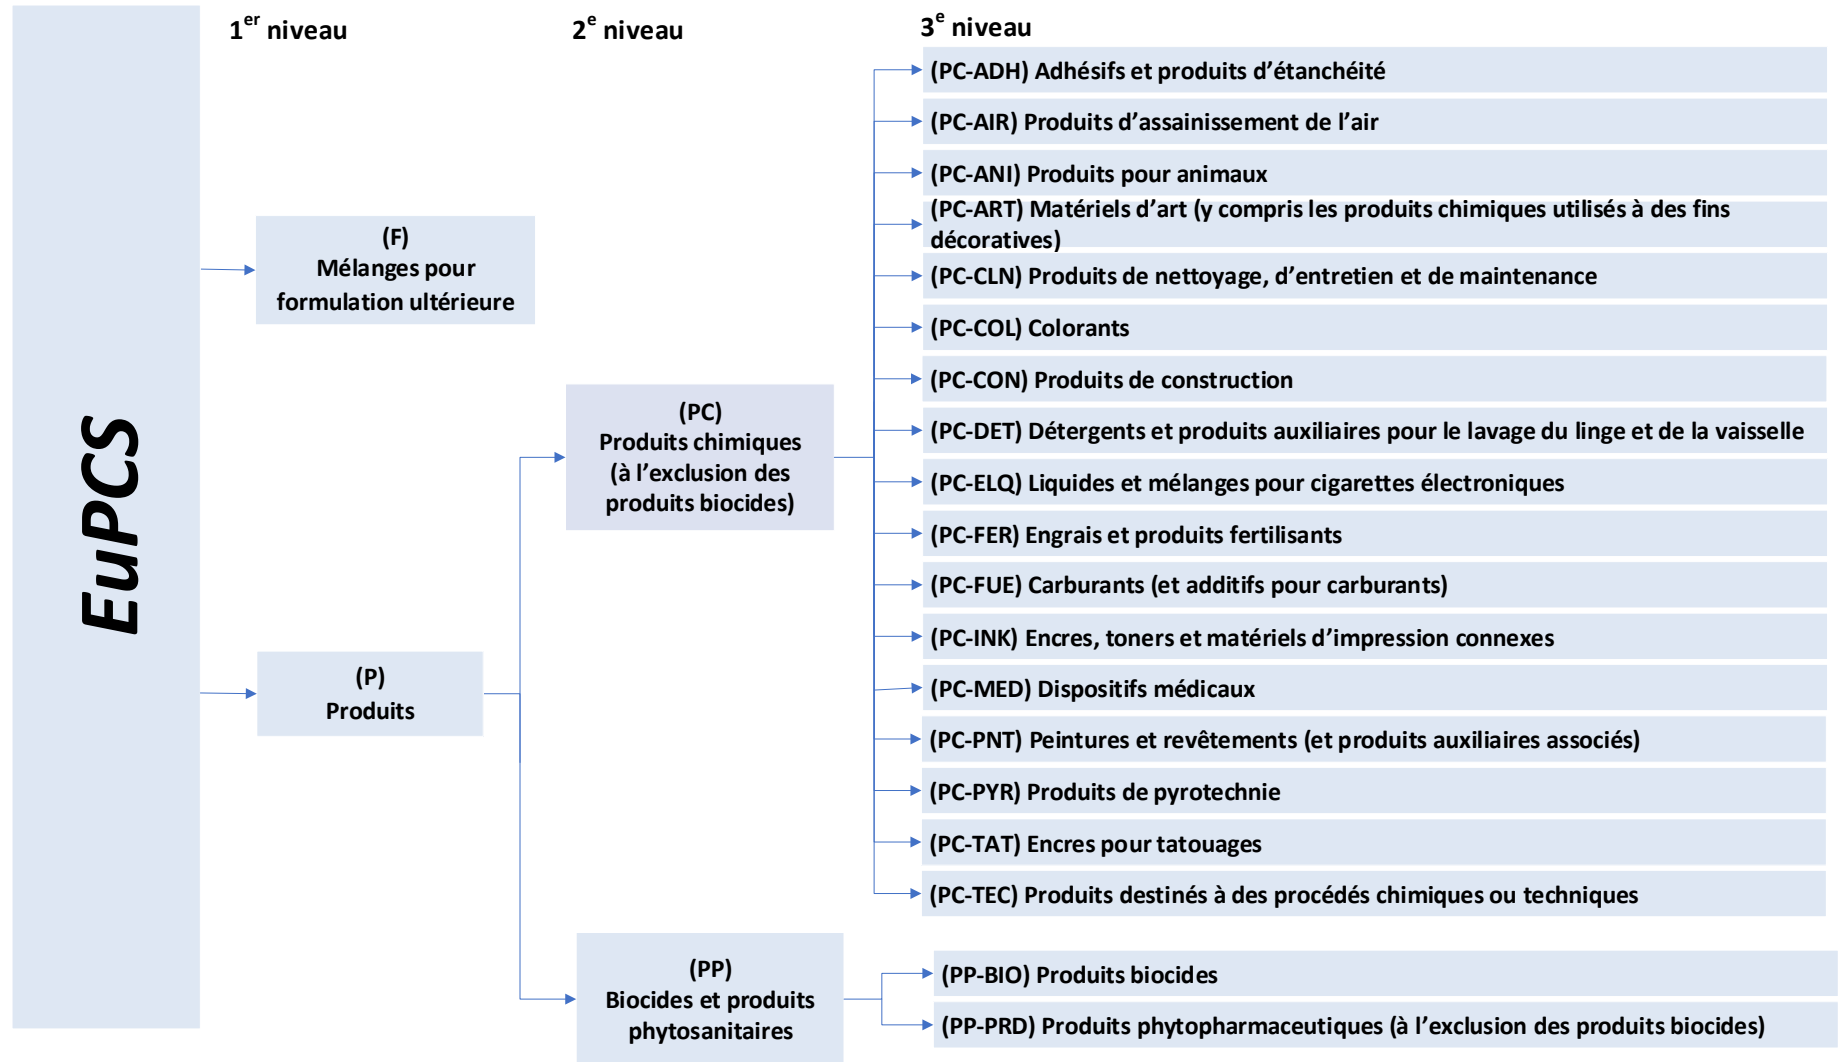 1er niveau
2e niveau
3e niveau
EuPCS
(F)
Mélanges pour
formulation ultérieure
(P)
Produits
(PC)
Produits chimiques
(à l’exclusion des
produits biocides)
(PP)
Biocides et produits
phytosanitaires
(PC-ADH) Adhésifs et produits d’étanchéité
(PC-AIR) Produits d’assainissement de l’air
(PC-ANI) Produits pour animaux
(PC-ART) Matériels d’art (y compris les produits chimiques utilisés à des fins
décoratives)
(PC-CLN) Produits de nettoyage, d’entretien et de maintenance
(PC-COL) Colorants
(PC-CON) Produits de construction
(PC-DET) Détergents et produits auxiliaires pour le lavage du linge et de la vaisselle
(PC-ELQ) Liquides et mélanges pour cigarettes électroniques
(PC-FER) Engrais et produits fertilisants
(PC-FUE) Carburants (et additifs pour carburants)
(PC-INK) Encres, toners et matériels d’impression connexes
(PC-MED) Dispositifs médicaux
(PC-PNT) Peintures et revêtements (et produits auxiliaires associés)
(PC-PYR) Produits de pyrotechnie
(PC-TAT) Encres pour tatouages
(PC-TEC) Produits destinés à des procédés chimiques ou techniques
(PP-BIO) Produits biocides
(PP-PRD) Produits phytopharmaceutiques (à l’exclusion des produits biocides)